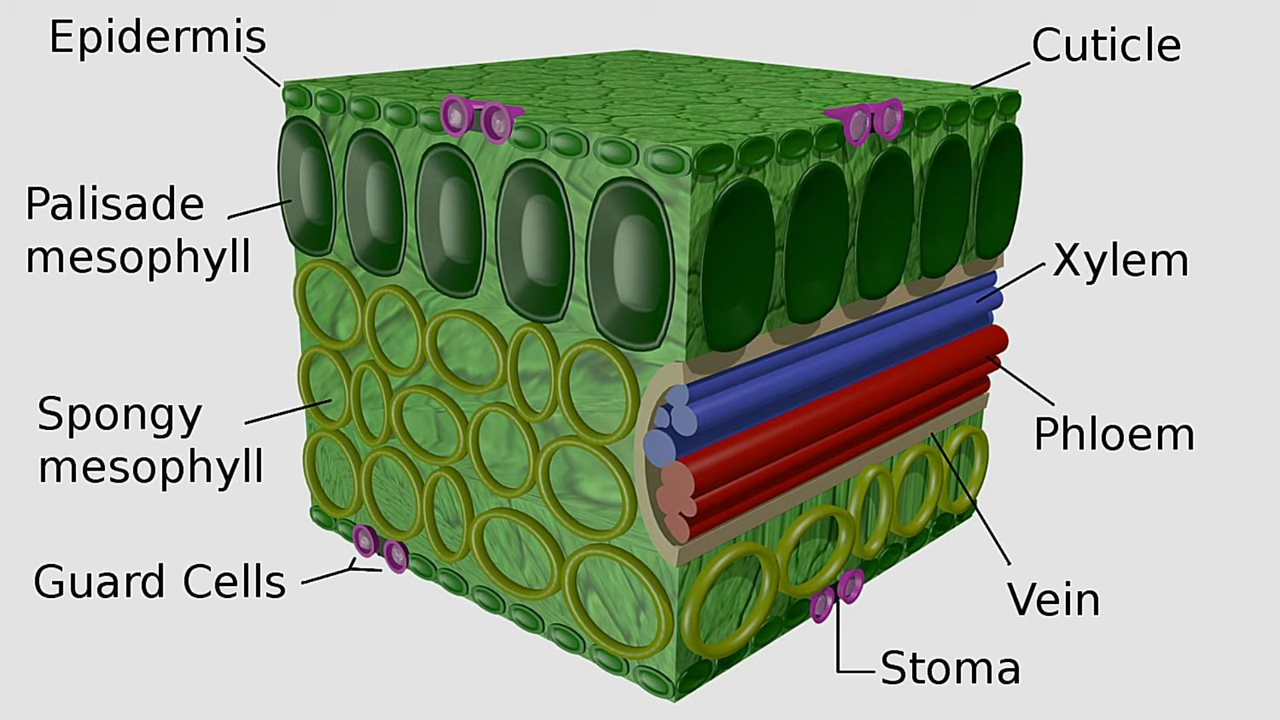 Epidermis
Cuticle
Palisade
mesophyll
Xylem
Spongy
mesophyll
Phloem
Guard Cells
Vein
Stoma